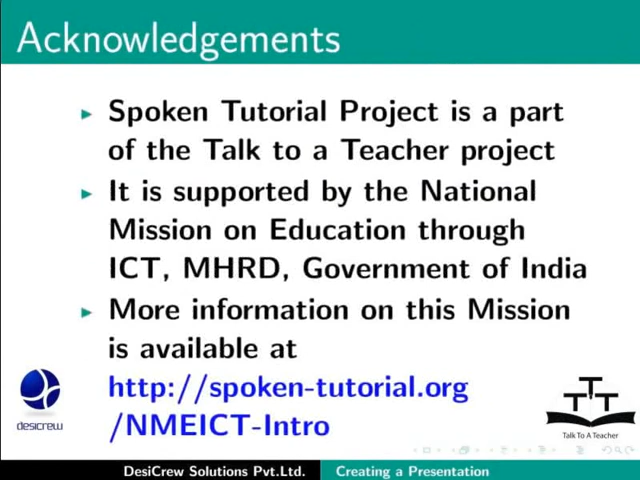 Acknowledgements
Spoken Tutorial Project is a part
of the Talk to a Teacher project
It is supported by the National
Mission on Education through
ICT, MHRD, Government of India
More information on this Mission
is available at
http://spoken-tutorial.org
/NMEICT-Intro
desicrew
TTT
Talk To A Teacher
DesiCrew Solutions Pvt.Ltd.
Creating a Presentation